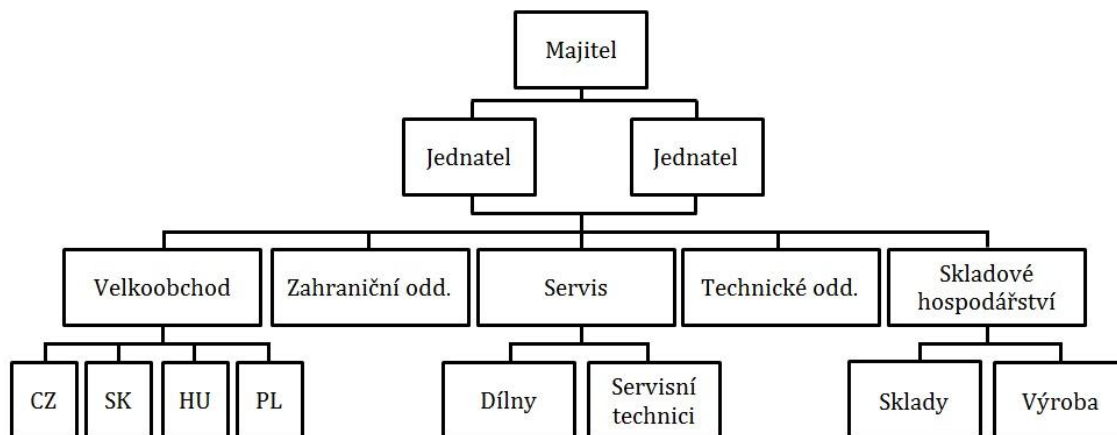 Majitel
Jednatel
Jednatel
Velkoobchod
Zahraniční odd.
Servis
Technické odd.
Skladové
hospodářství
CZ
SK
HU
PL
Dílny
Servisní
technici
Sklady
Výroba